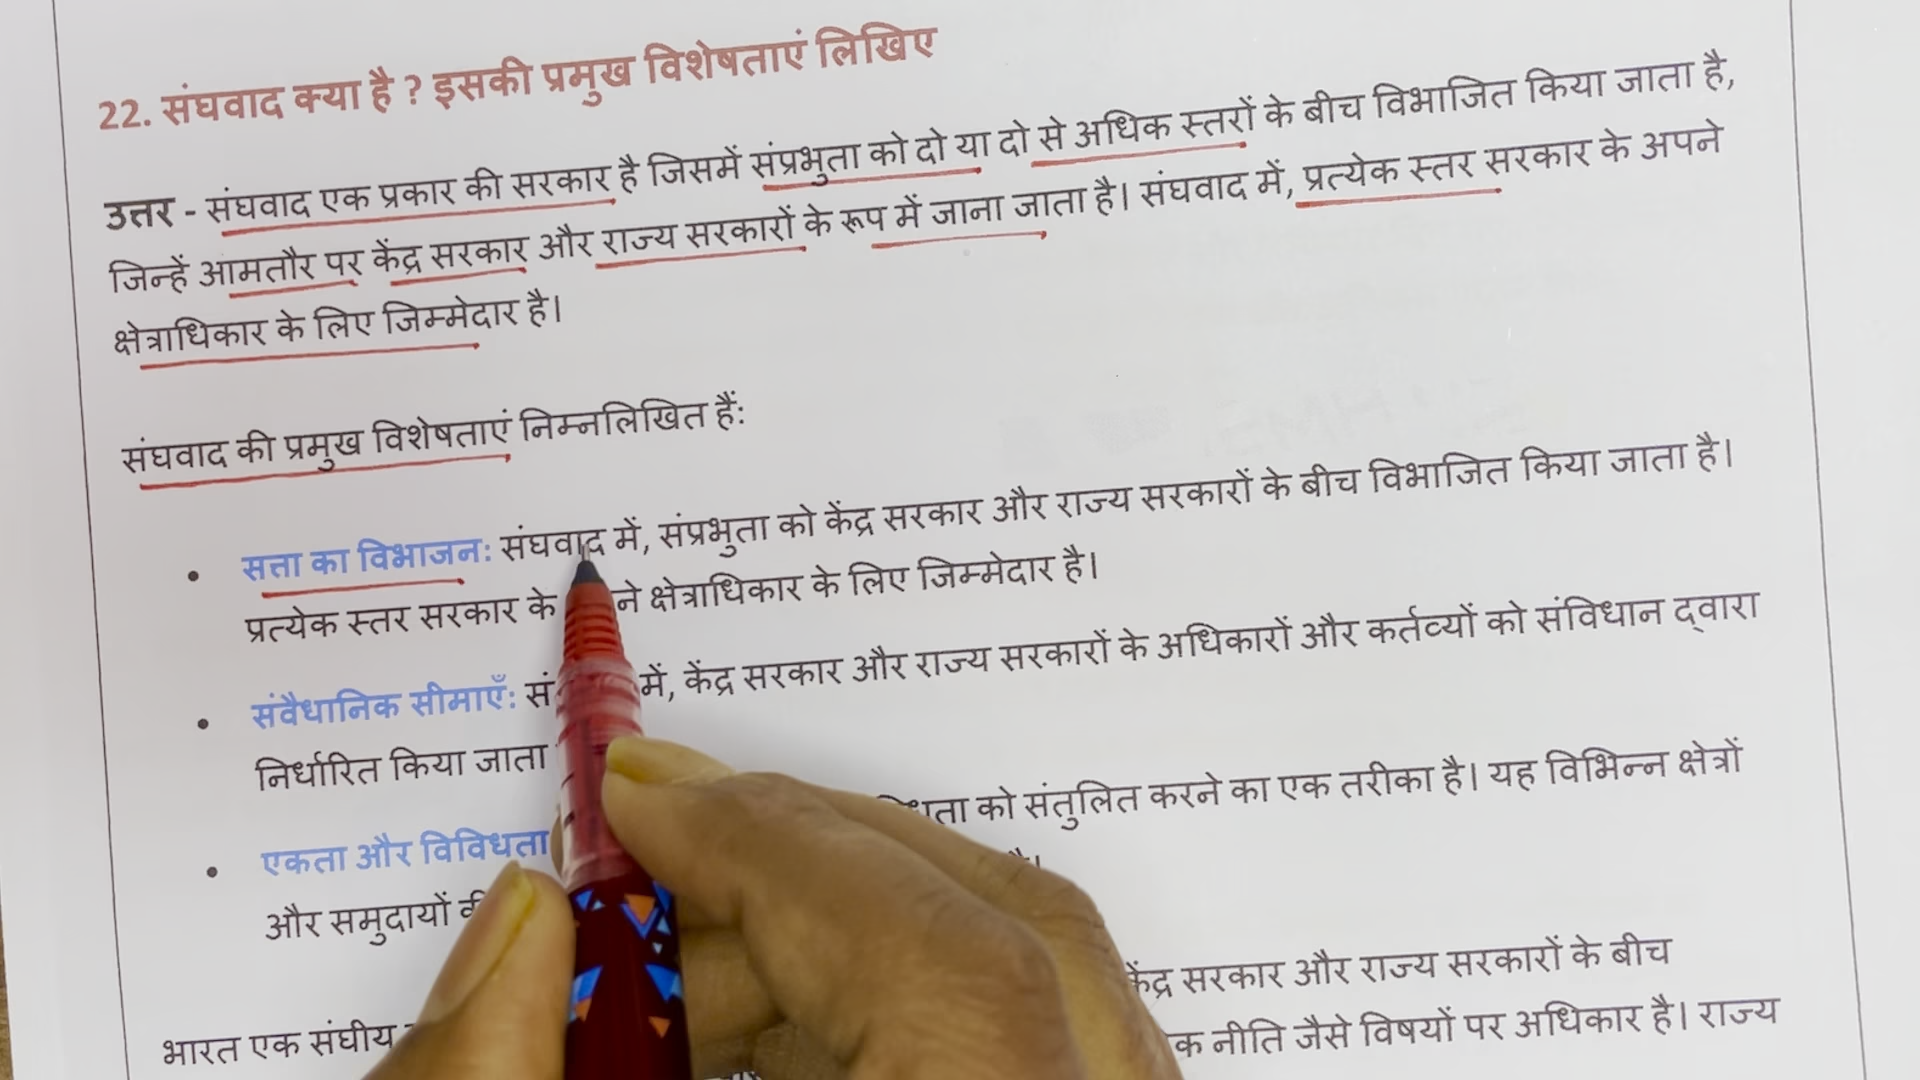 22. संघवाद क्या है ? इसकी प्रमुख विशेषताएं लिखिए
उत्तर - संघवाद एक प्रकार की सरकार है जिसमें संप्रभुता को दो या दो से अधिक स्तरों के बीच विभाजित किया जाता है,
जिन्हें आमतौर पर केंद्र सरकार और राज्य सरकारों के रूप में जाना जाता है। संघवाद में, प्रत्येक स्तर सरकार के अपने
क्षेत्राधिकार के लिए जिम्मेदार है।
संघवाद की प्रमुख विशेषताएं निम्नलिखित हैं:
• सत्ता का विभाजन: संघवाद में, संप्रभुता को केंद्र सरकार और राज्य सरकारों के बीच विभाजित किया जाता है।
प्रत्येक स्तर सरकार के ने क्षेत्राधिकार के लिए जिम्मेदार है।
• संवैधानिक सीमाएँ: सं में, केंद्र सरकार और राज्य सरकारों के अधिकारों और कर्तव्यों को संविधान द्वारा
निर्धारित किया जाता
• एकता और विविधता को संतुलित करने का एक तरीका है। यह विभिन्न क्षेत्रों
और समुदायों है।
केंद्र सरकार और राज्य सरकारों के बीच
भारत एक संघीय नीति जैसे विषयों पर अधिकार है। राज्य